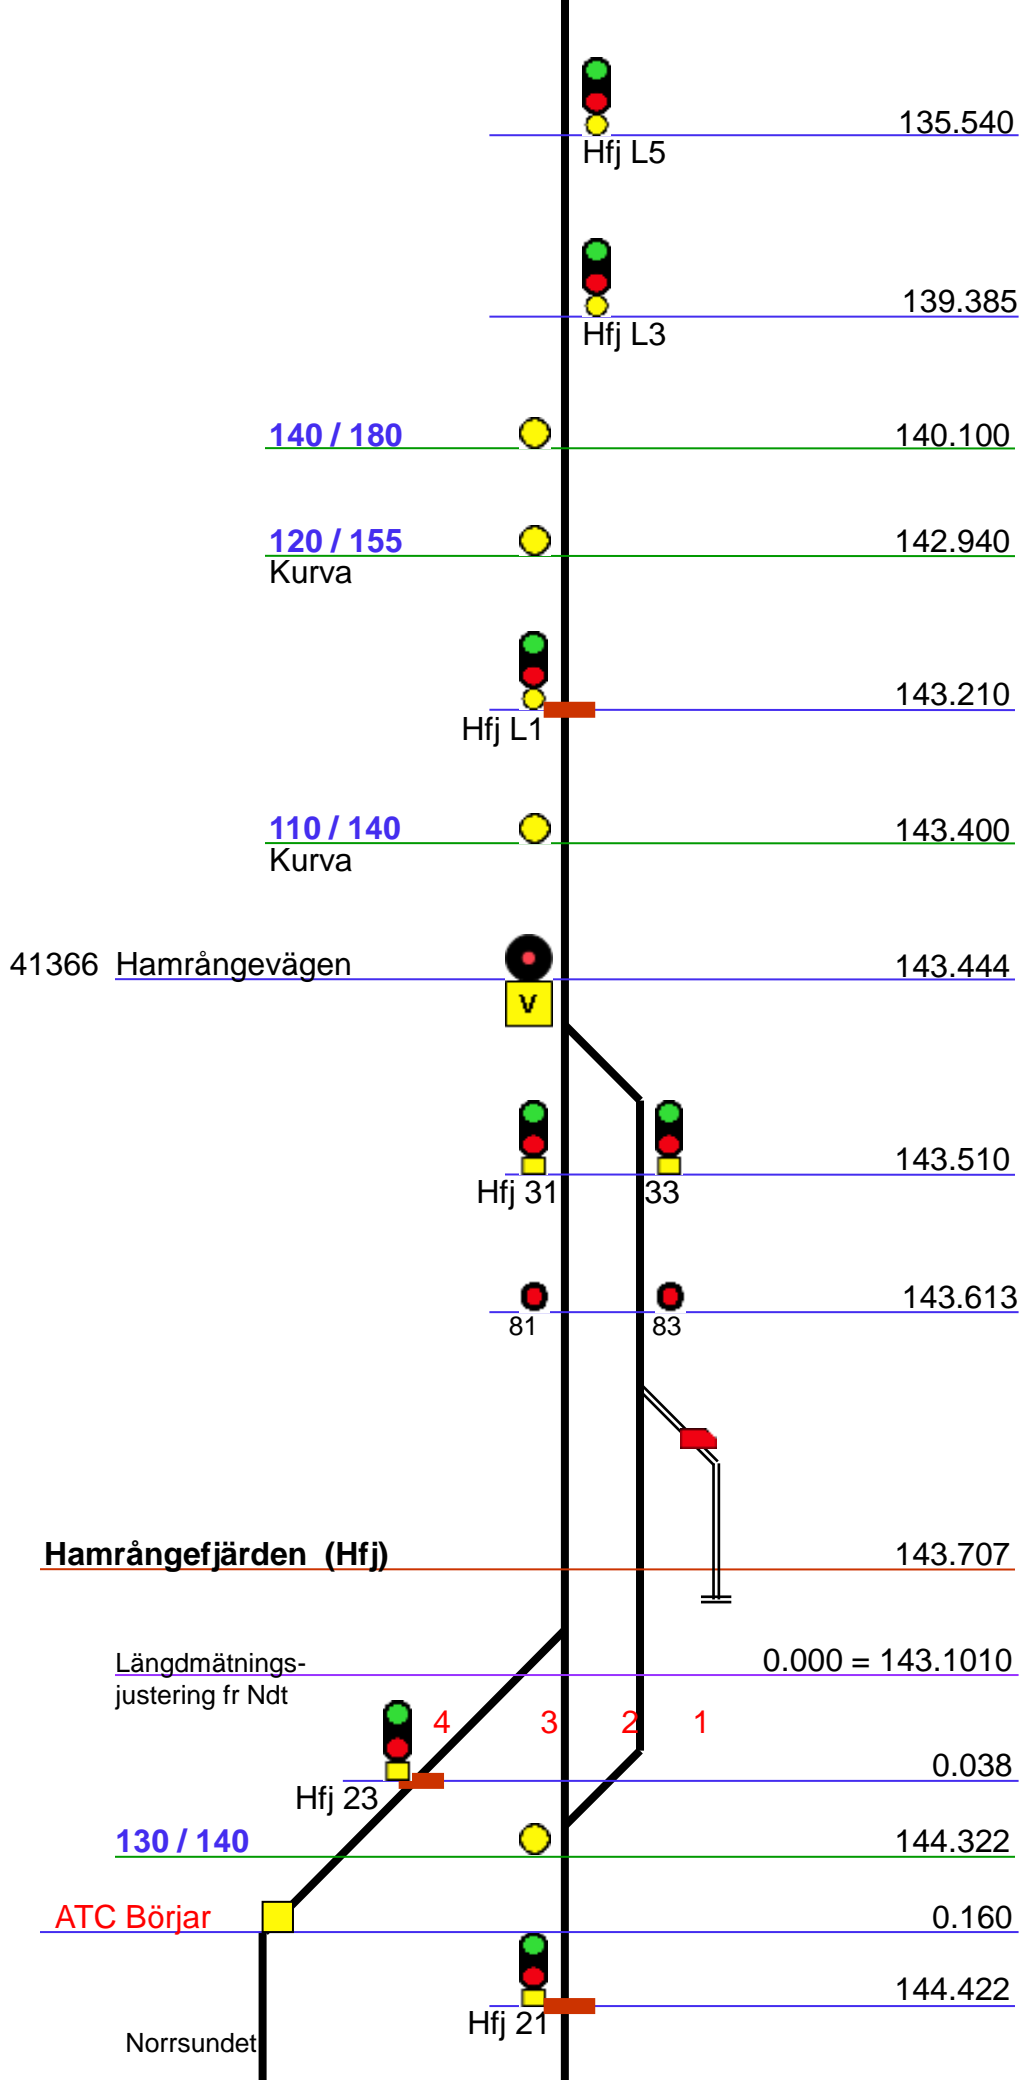 135.540
Hfj L5
139.385
Hfj L3
140 / 180 140.100
120 / 155 142.940
Kurva
143.210
Hfj L1
110 / 140 143.400
Kurva
41366 Hamrångevägen 143.444
V
143.510
Hfj 31 33
143.613
81 83
Hamrångefjärden (Hfj) 143.707
Längdmätnings- 0.000 = 143.1010
justering fr Ndt
4 3 2 1
0.038
Hfj 23
130 / 140 144.322
ATC Börjar 0.160
144.422
Hfj 21
Norrsundet